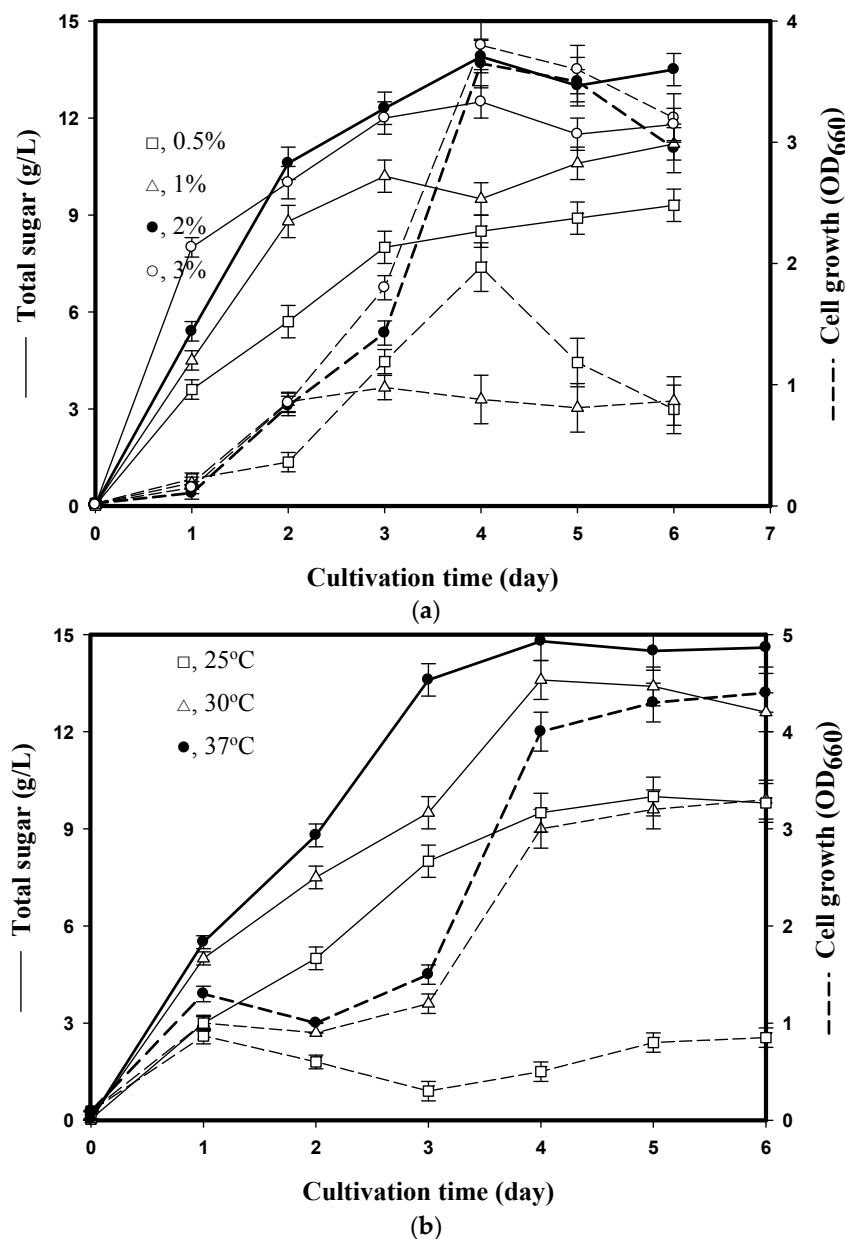 15
12
9
6
3
0
Total sugar (g/L)
, 0.5%
, 1%
, 2%
, 3%
4
3
2
1
0
Cell growth (OD660)
0 1 2 3 4 5 6 7
Cultivation time (day)
(a)
15
12
9
6
3
0
Total sugar (g/L)
, 25ºC
, 30ºC
, 37ºC
5
4
3
2
1
0
Cell growth (OD660)
0 1 2 3 4 5 6
Cultivation time (day)
(b)